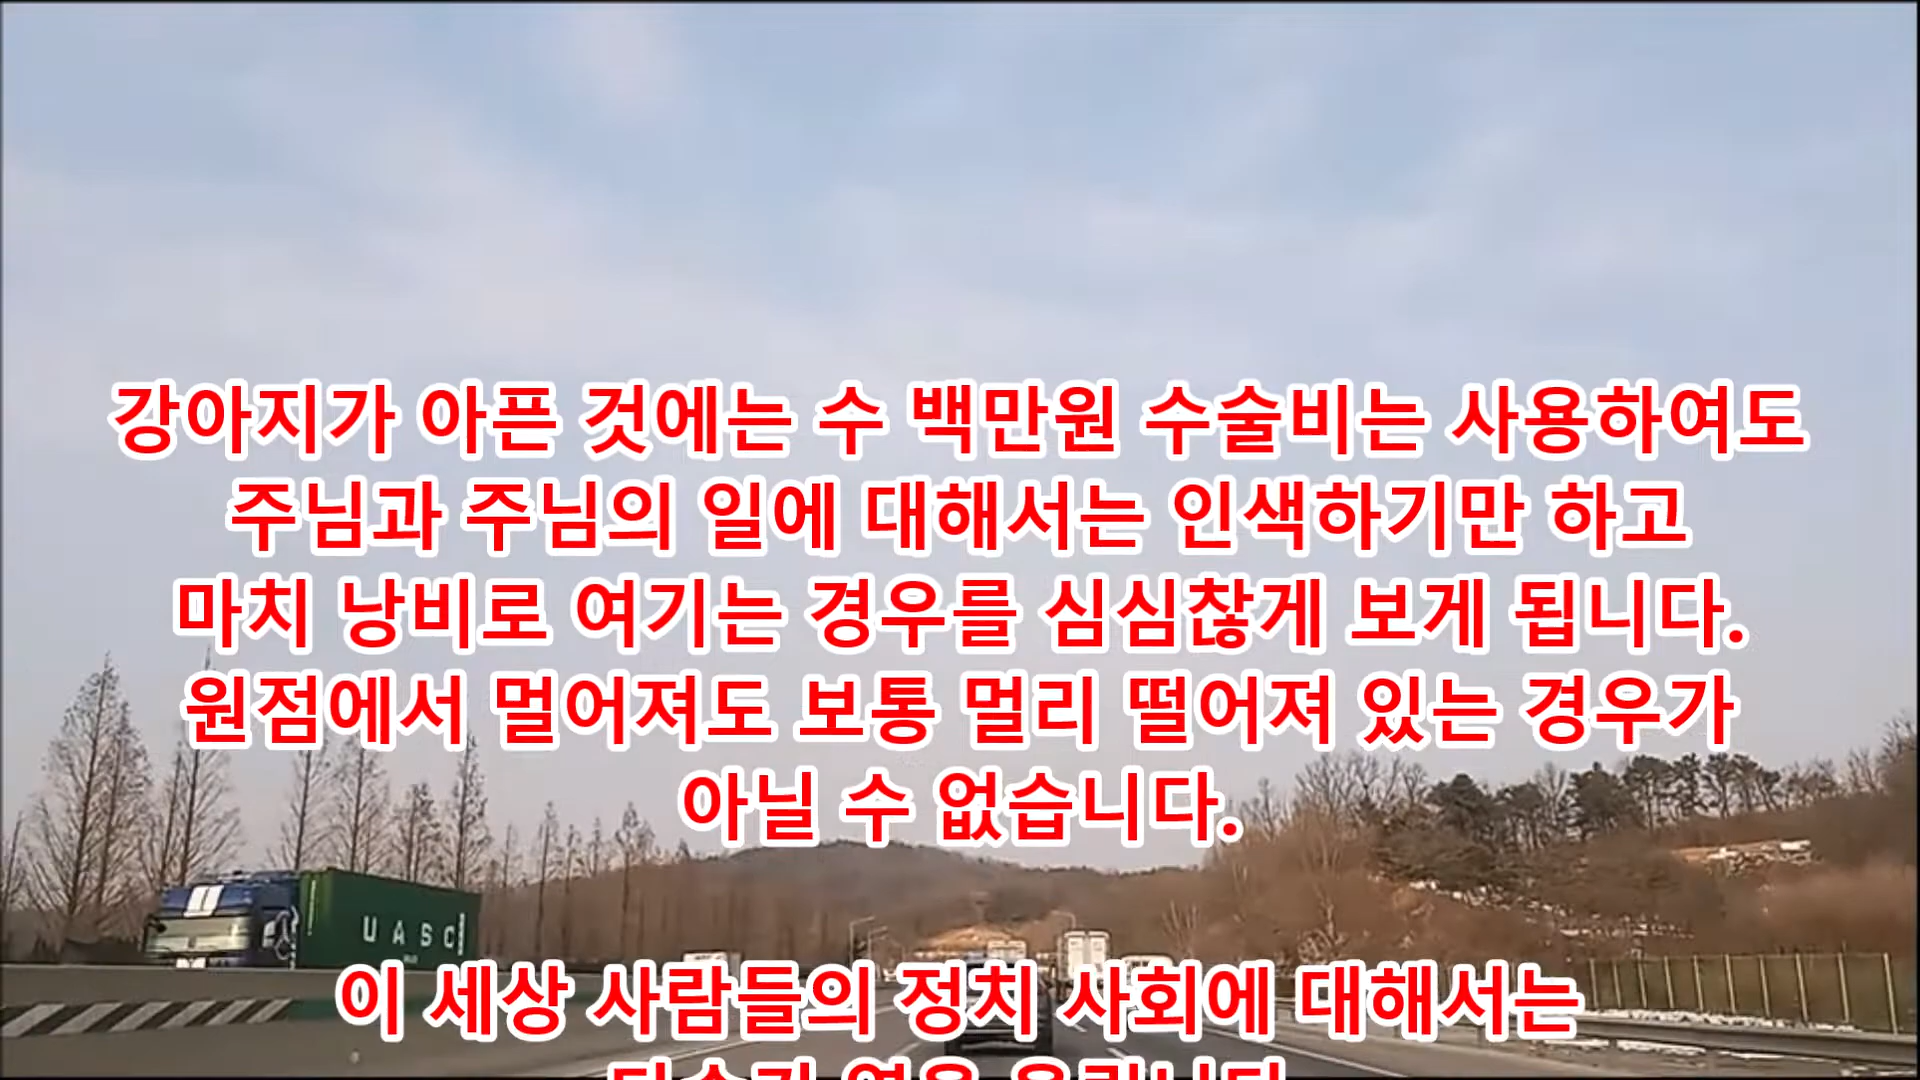 강아지가 아픈 것에는 수 백만원 수술비는 사용하여도
주님과 주님의 일에 대해서는 인색하기만 하고
마치 낭비로 여기는 경우를 심심찮게 보게 됩니다.
원점에서 멀어져도 보통 멀리 떨어져 있는 경우가
아닐 수 없습니다.
UASC
이 세상 사람들의 정치 사회에 대해서는